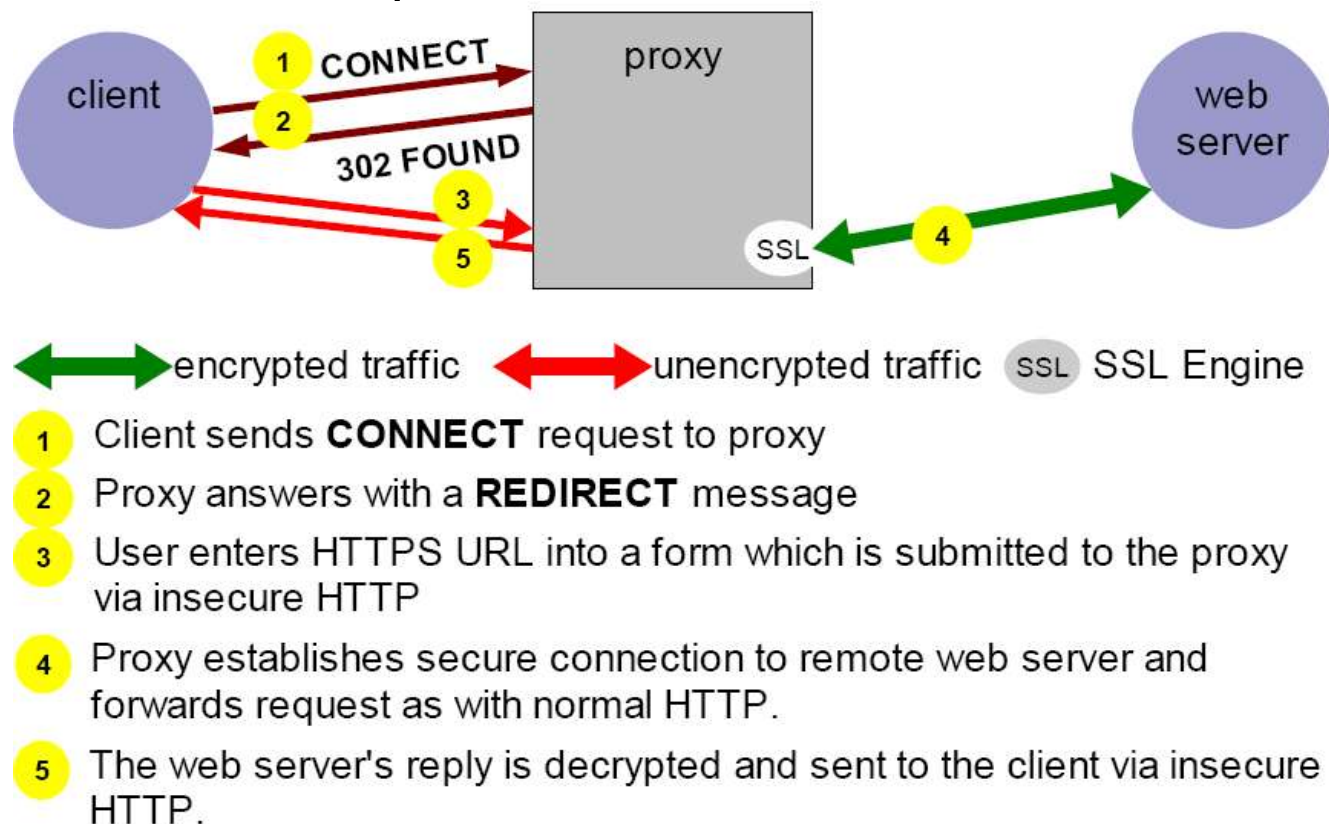 client
1
CONNECT
2
302 FOUND
3
5
proxy
SSL
4
web
server
encrypted traffic
unencrypted traffic
SSL
SSL Engine
1 Client sends CONNECT request to proxy
2 Proxy answers with a REDIRECT message
3 User enters HTTPS URL into a form which is submitted to the proxy
via insecure HTTP
4 Proxy establishes secure connection to remote web server and
forwards request as with normal HTTP.
5 The web server's reply is decrypted and sent to the client via insecure
HTTP.